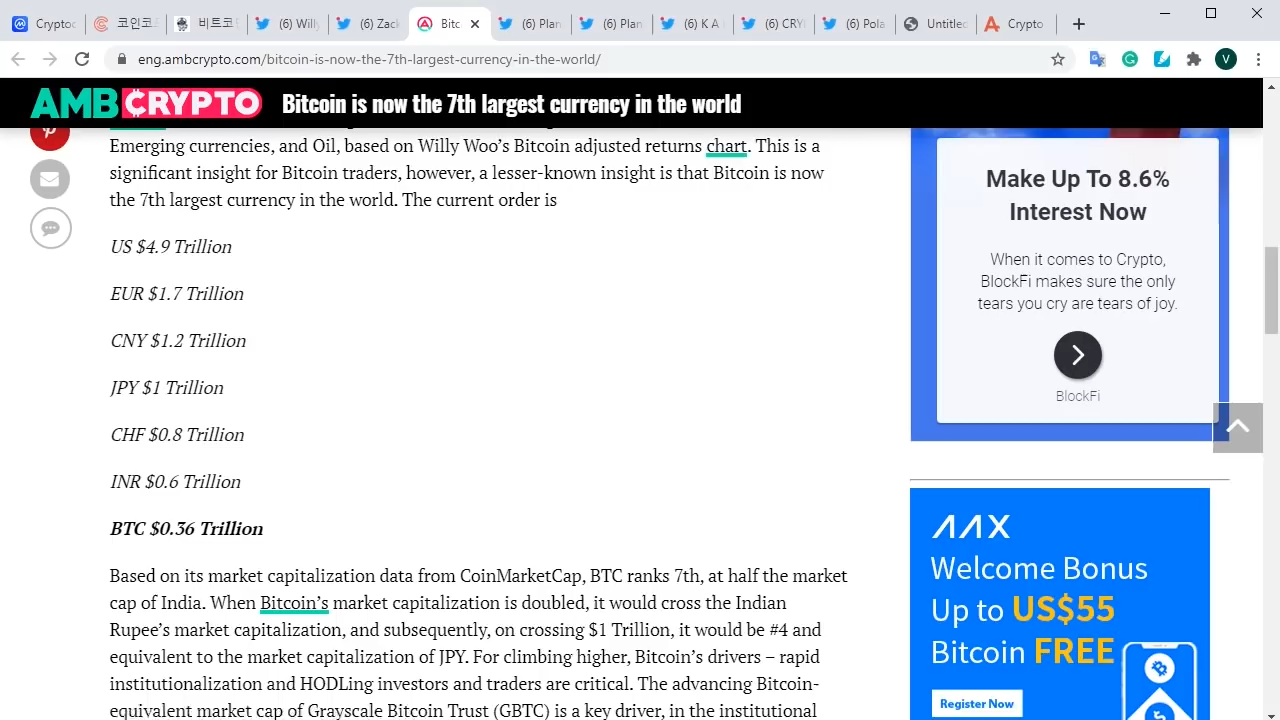 Cryptoc
코인코
비트코
(6) Willy
(6) Zack
Bitc
(6) Plan
(6) Plan
(6) K A
(6) CRY
(6) Pola
Untitlec
Crypto
eng.ambcrypto.com/bitcoin-is-now-the-7th-largest-currency-in-the-world/
V
AMBCRYPTO
Bitcoin is now the 7th largest currency in the world
Emerging currencies, and Oil, based on Willy Woo’s Bitcoin adjusted returns chart. This is a
significant insight for Bitcoin traders, however, a lesser-known insight is that Bitcoin is now
the 7th largest currency in the world. The current order is
US $4.9 Trillion
EUR $1.7 Trillion
CNY $1.2 Trillion
JPY $1 Trillion
CHF $0.8 Trillion
INR $0.6 Trillion
BTC $0.36 Trillion
Based on its market capitalization data from CoinMarketCap, BTC ranks 7th, at half the market
cap of India. When Bitcoin’s market capitalization is doubled, it would cross the Indian
Rupee’s market capitalization, and subsequently, on crossing $1 Trillion, it would be #4 and
equivalent to the market capitalization of JPY. For climbing higher, Bitcoin’s drivers – rapid
institutionalization and HODLing investors and traders are critical. The advancing Bitcoin-
equivalent market cap of Grayscale Bitcoin Trust (GBTC) is a key driver, in the institutional
Make Up To 8.6%
Interest Now
When it comes to Crypto,
BlockFi makes sure the only
tears you cry are tears of joy.
BlockFi
AAX
Welcome Bonus
Up to US$55
Bitcoin FREE
Register Now